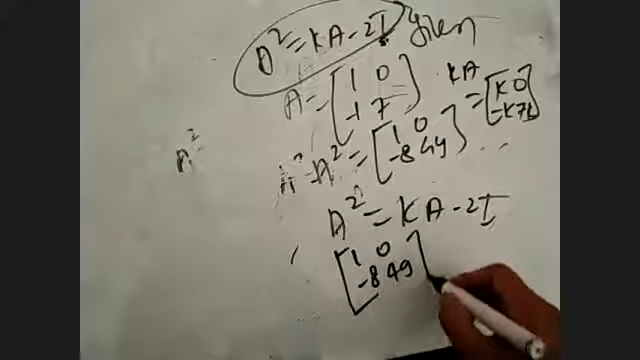 A² = KA - 2I given
A = [1 0
-1 7]
KA = [K 0
-K 7K]
A²
A² = [1 0
-8 49]
A² = KA - 2I
[1 0
-8 49]